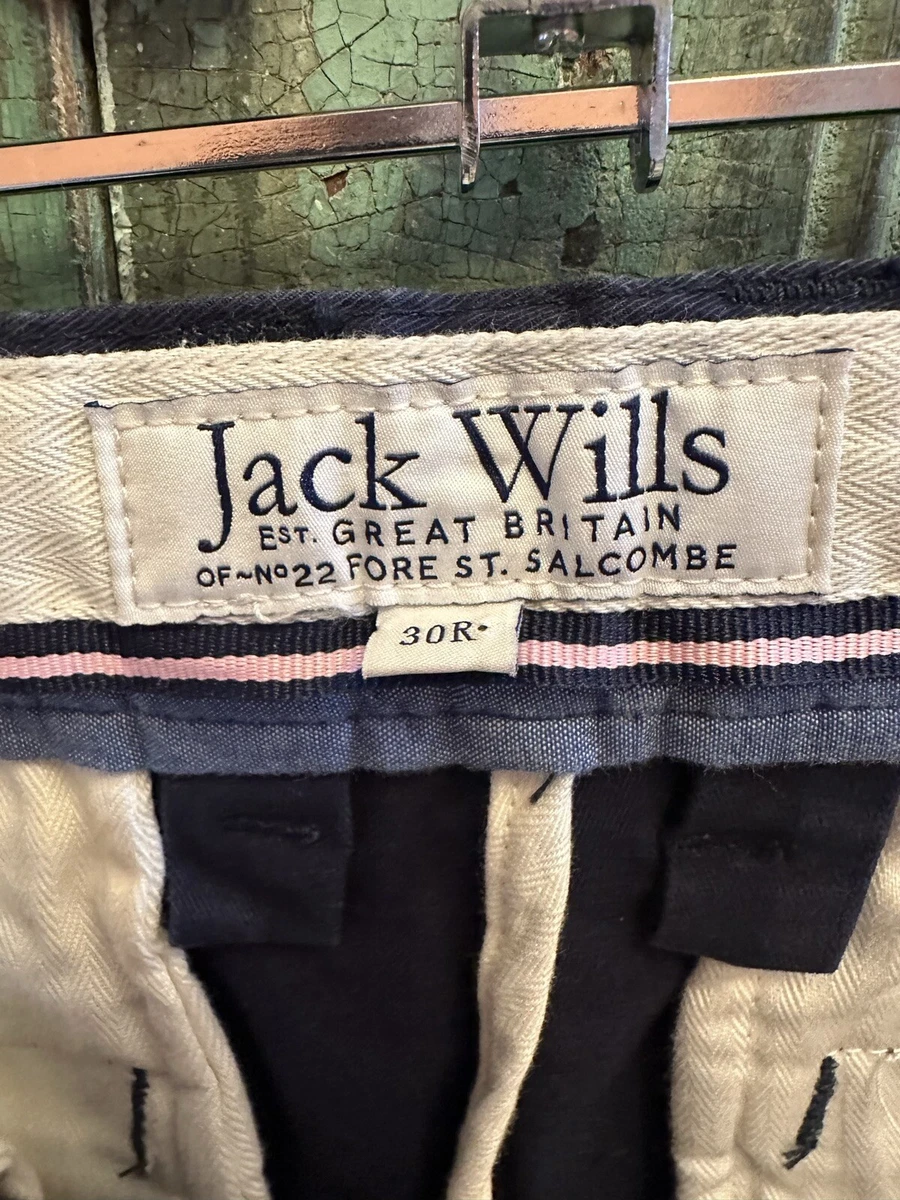 Jack Wills
EST. GREAT BRITAIN
OF~Nº22 FORE ST. SALCOMBE
30R•